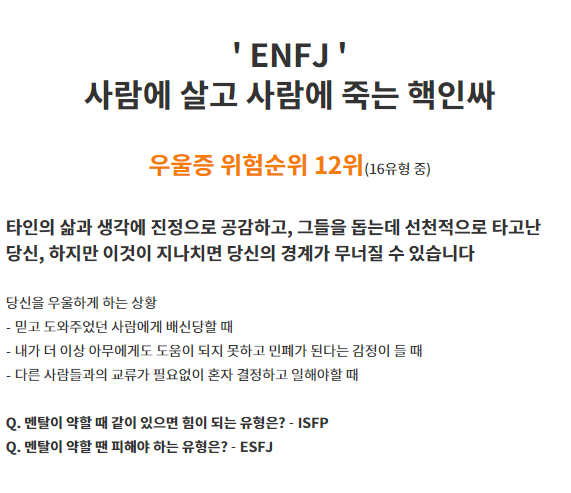 ' ENFJ '
사람에 살고 사람에 죽는 핵인싸
우울증 위험순위 12위(16유형 중)
타인의 삶과 생각에 진정으로 공감하고, 그들을 돕는데 선천적으로 타고난
당신, 하지만 이것이 지나치면 당신의 경계가 무너질 수 있습니다
당신을 우울하게 하는 상황
- 믿고 도와주었던 사람에게 배신당할 때
- 내가 더 이상 아무에게도 도움이 되지 못하고 민폐가 된다는 감정이 들 때
- 다른 사람들과의 교류가 필요없이 혼자 결정하고 일해야할 때
Q. 멘탈이 약할 때 같이 있으면 힘이 되는 유형은? - ISFP
Q. 멘탈이 약할 땐 피해야 하는 유형은? - ESFJ